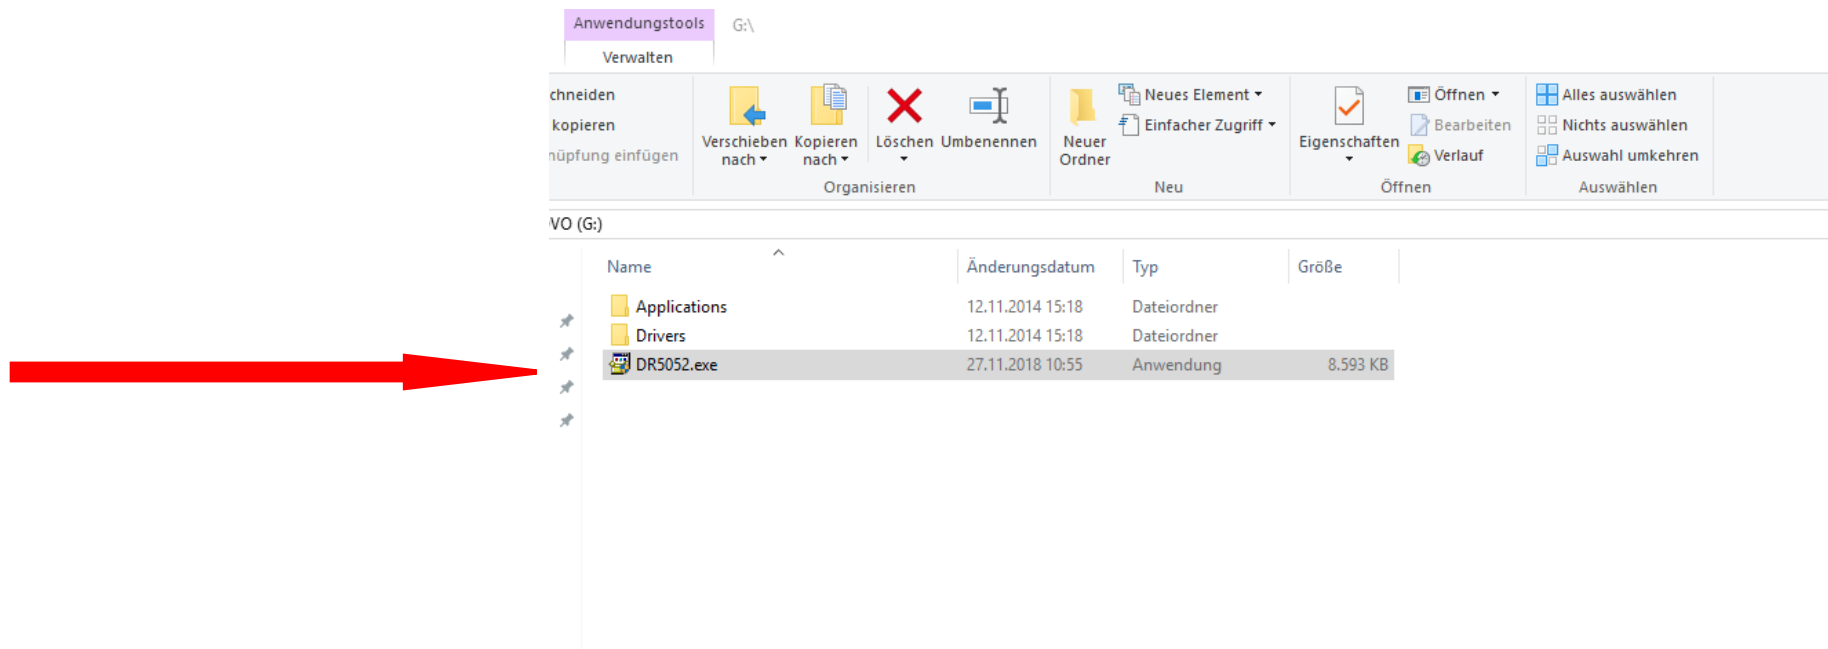 Anwendungstools G:\
Verwalten
chneiden
kopieren
nüpfung einfügen
Verschieben nach
Kopieren nach
Löschen
Umbenennen
Organisieren
Neuer Ordner
Neues Element
Einfacher Zugriff
Neu
Eigenschaften
Öffnen
Bearbeiten
Verlauf
Öffnen
Alles auswählen
Nichts auswählen
Auswahl umkehren
Auswählen
VO (G:)
Name Änderungsdatum Typ Größe
Applications 12.11.2014 15:18 Dateiordner
Drivers 12.11.2014 15:18 Dateiordner
DR5052.exe 27.11.2018 10:55 Anwendung 8.593 KB